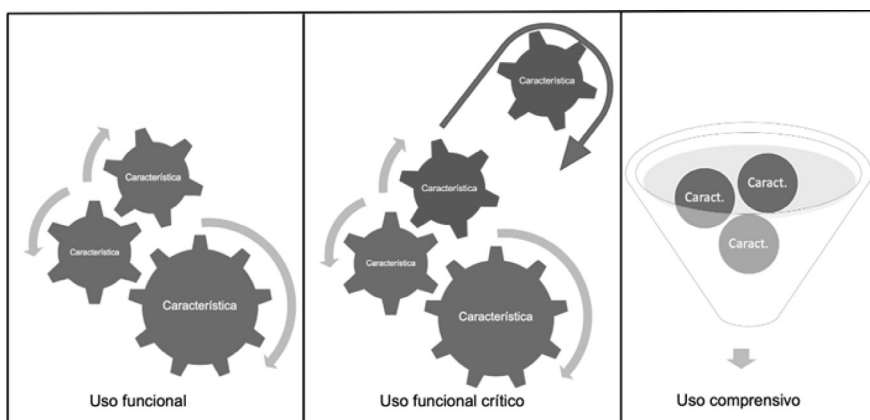 Característica
Característica
Característica
Uso funcional
Característica
Característica
Característica
Característica
Uso funcional crítico
Caract.
Caract.
Caract.
Uso comprensivo